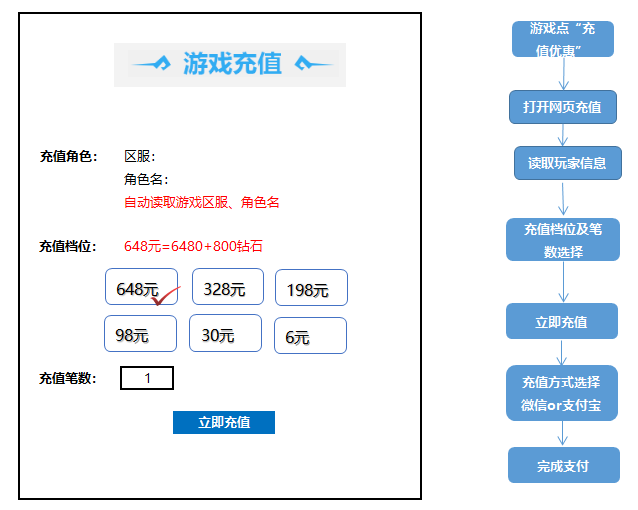 游戏充值
充值角色：
区服：
角色名：
自动读取游戏区服、角色名
充值档位：
648元=6480+800钻石
648元
328元
198元
98元
30元
6元
充值笔数：
1
立即充值
游戏点“充
值优惠”
打开网页充值
读取玩家信息
充值档位及笔
数选择
立即充值
充值方式选择
微信or支付宝
完成支付